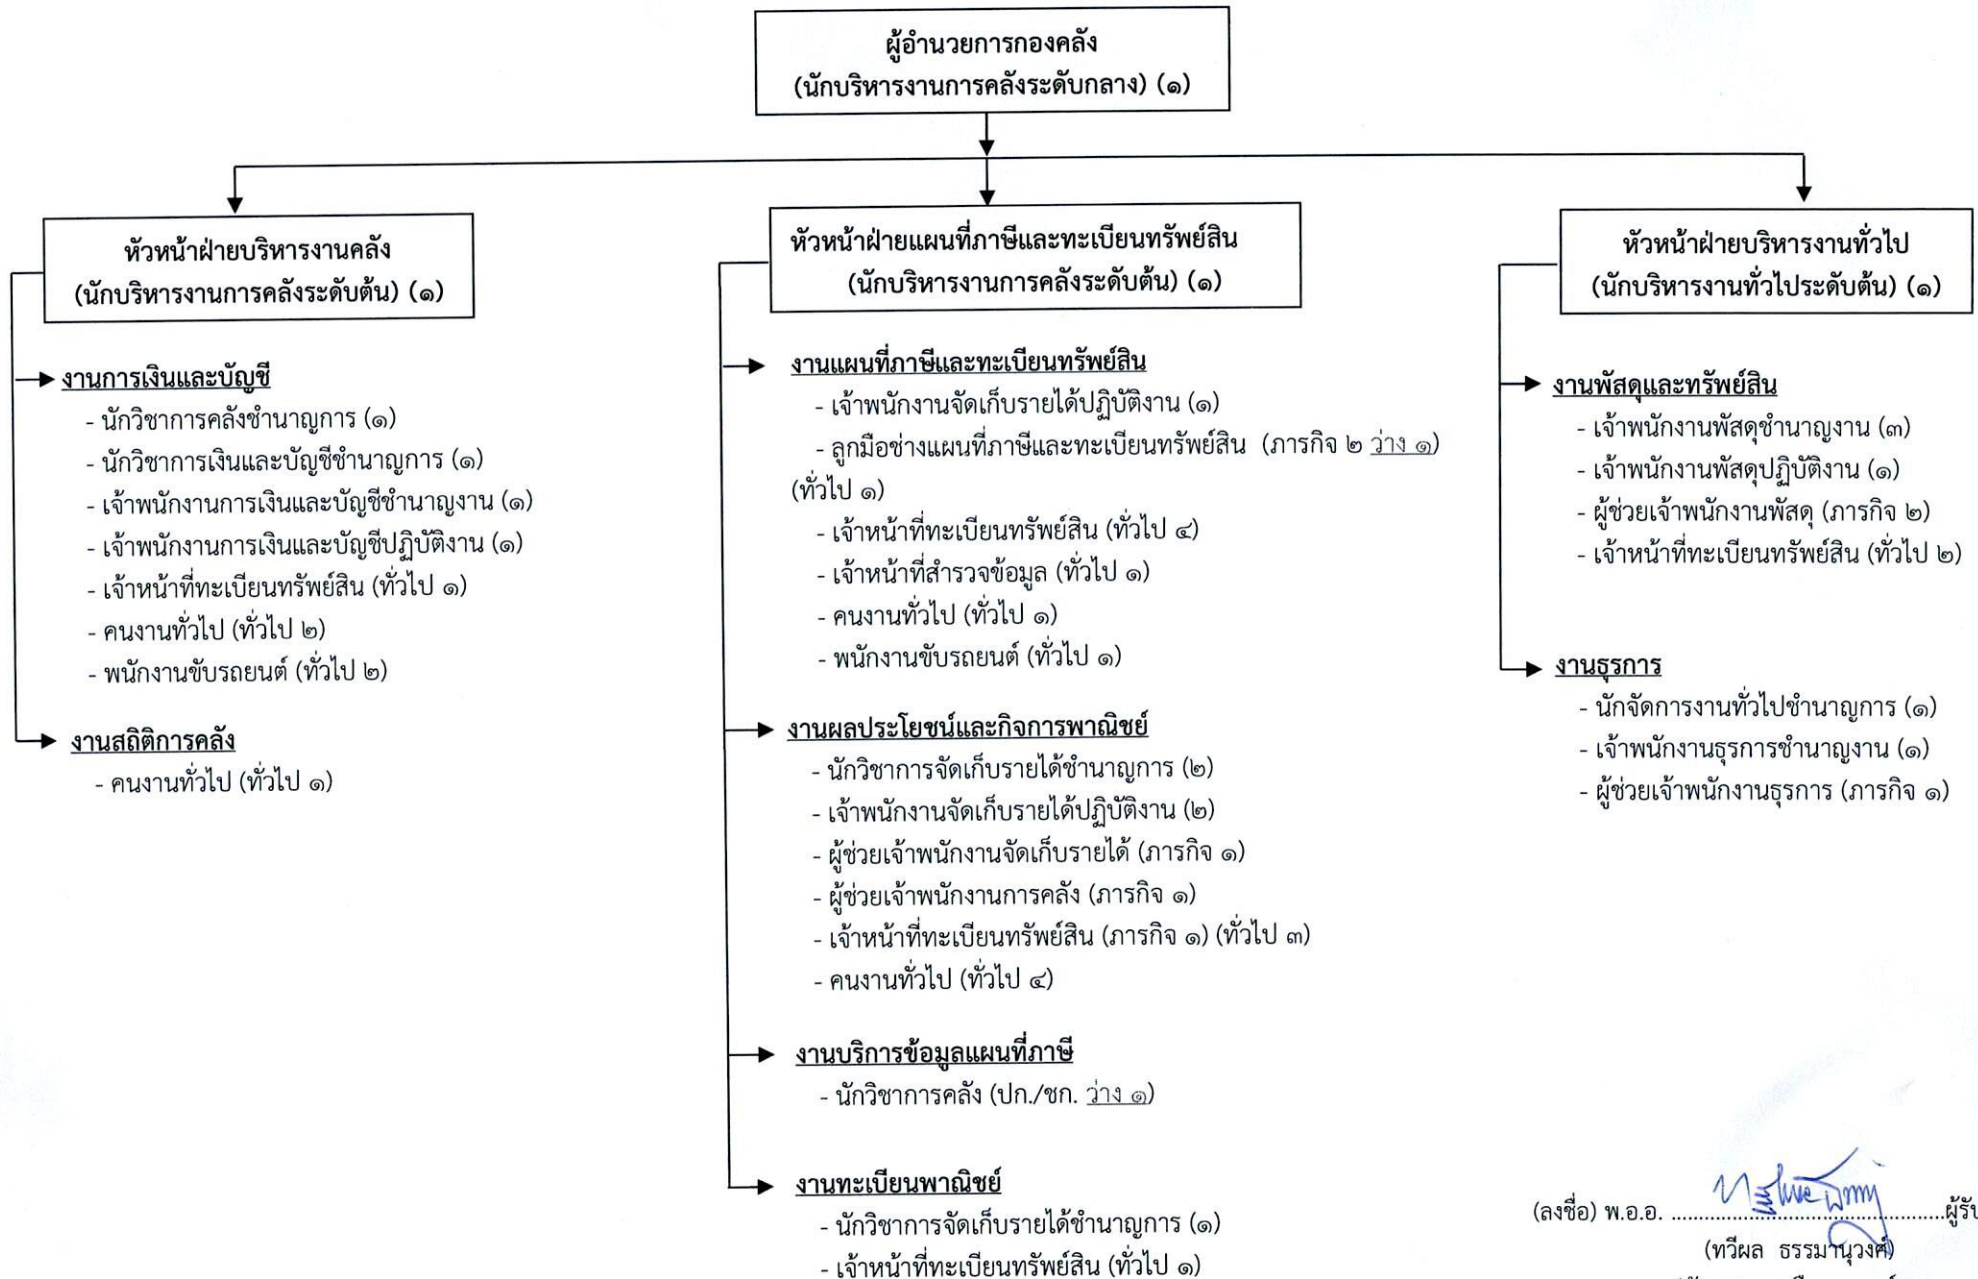 ผู้อำนวยการกองคลัง
(นักบริหารงานการคลังระดับกลาง) (๑)
หัวหน้าฝ่ายบริหารงานคลัง
(นักบริหารงานการคลังระดับต้น) (๑)
งานการเงินและบัญชี
- นักวิชาการคลังชำนาญการ (๑)
- นักวิชาการเงินและบัญชีชำนาญการ (๑)
- เจ้าพนักงานการเงินและบัญชีชำนาญงาน (๑)
- เจ้าพนักงานการเงินและบัญชีปฏิบัติงาน (๑)
- เจ้าหน้าที่ทะเบียนทรัพย์สิน (ทั่วไป ๑)
- คนงานทั่วไป (ทั่วไป ๒)
- พนักงานขับรถยนต์ (ทั่วไป ๒)
งานสถิติการคลัง
- คนงานทั่วไป (ทั่วไป ๑)
หัวหน้าฝ่ายแผนที่ภาษีและทะเบียนทรัพย์สิน
(นักบริหารงานการคลังระดับต้น) (๑)
งานแผนที่ภาษีและทะเบียนทรัพย์สิน
- เจ้าพนักงานจัดเก็บรายได้ปฏิบัติงาน (๑)
- ลูกมือช่างแผนที่ภาษีและทะเบียนทรัพย์สิน (ภารกิจ ๒ ว่าง ๑)
(ทั่วไป ๑)
- เจ้าหน้าที่ทะเบียนทรัพย์สิน (ทั่วไป ๔)
- เจ้าหน้าที่สำรวจข้อมูล (ทั่วไป ๑)
- คนงานทั่วไป (ทั่วไป ๑)
- พนักงานขับรถยนต์ (ทั่วไป ๑)
งานผลประโยชน์และกิจการพาณิชย์
- นักวิชาการจัดเก็บรายได้ชำนาญการ (๒)
- เจ้าพนักงานจัดเก็บรายได้ปฏิบัติงาน (๒)
- ผู้ช่วยเจ้าพนักงานจัดเก็บรายได้ (ภารกิจ ๑)
- ผู้ช่วยเจ้าพนักงานการคลัง (ภารกิจ ๑)
- เจ้าหน้าที่ทะเบียนทรัพย์สิน (ภารกิจ ๑) (ทั่วไป ๓)
- คนงานทั่วไป (ทั่วไป ๔)
งานบริการข้อมูลแผนที่ภาษี
- นักวิชาการคลัง (ปก./ชก. ว่าง ๑)
งานทะเบียนพาณิชย์
- นักวิชาการจัดเก็บรายได้ชำนาญการ (๑)
- เจ้าหน้าที่ทะเบียนทรัพย์สิน (ทั่วไป ๑)
หัวหน้าฝ่ายบริหารงานทั่วไป
(นักบริหารงานทั่วไประดับต้น) (๑)
งานพัสดุและทรัพย์สิน
- เจ้าพนักงานพัสดุชำนาญงาน (๓)
- เจ้าพนักงานพัสดุปฏิบัติงาน (๑)
- ผู้ช่วยเจ้าพนักงานพัสดุ (ภารกิจ ๒)
- เจ้าหน้าที่ทะเบียนทรัพย์สิน (ทั่วไป ๒)
งานธุรการ
- นักจัดการงานทั่วไปชำนาญการ (๑)
- เจ้าพนักงานธุรการชำนาญงาน (๑)
- ผู้ช่วยเจ้าพนักงานธุรการ (ภารกิจ ๑)
(ลงชื่อ) พ.อ.อ. ........................................ผู้รับ
(ทวีผล ธรรมานุวงศ์)